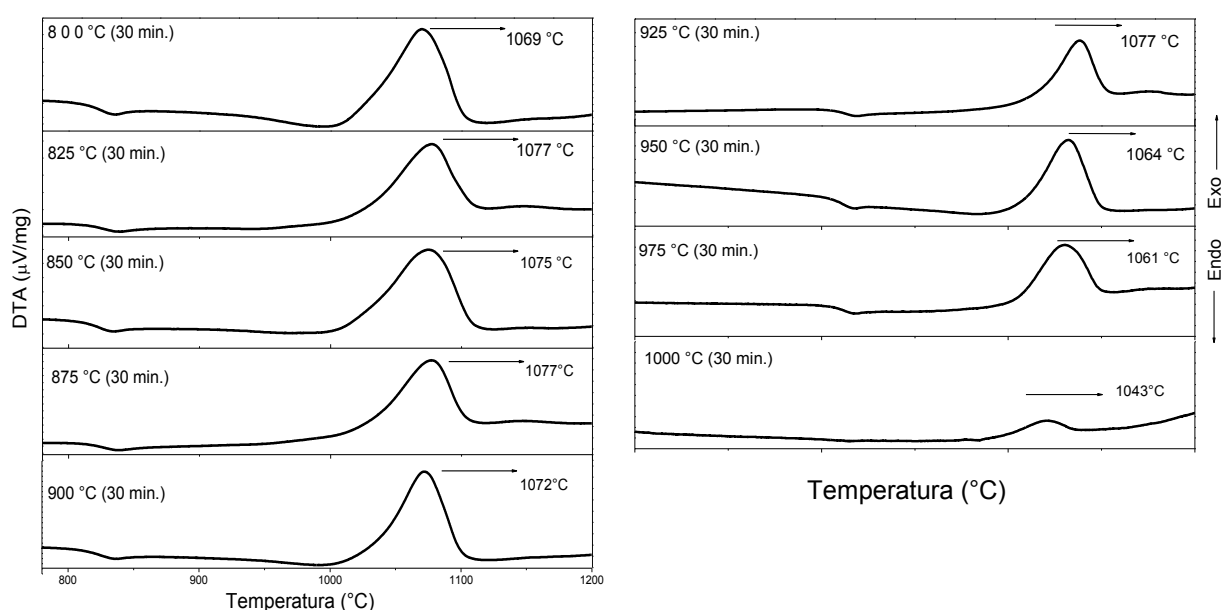 DTA (μV/mg)
8 0 0 °C (30 min.)
1069 °C
825 °C (30 min.)
1077 °C
850 °C (30 min.)
1075 °C
875 °C (30 min.)
1077°C
900 °C (30 min.)
1072°C
800
900
1000
1100
1200
Temperatura (°C)
925 °C (30 min.)
1077 °C
950 °C (30 min.)
1064 °C
975 °C (30 min.)
1061 °C
1000 °C (30 min.)
1043°C
Temperatura (°C)
Exo
Endo